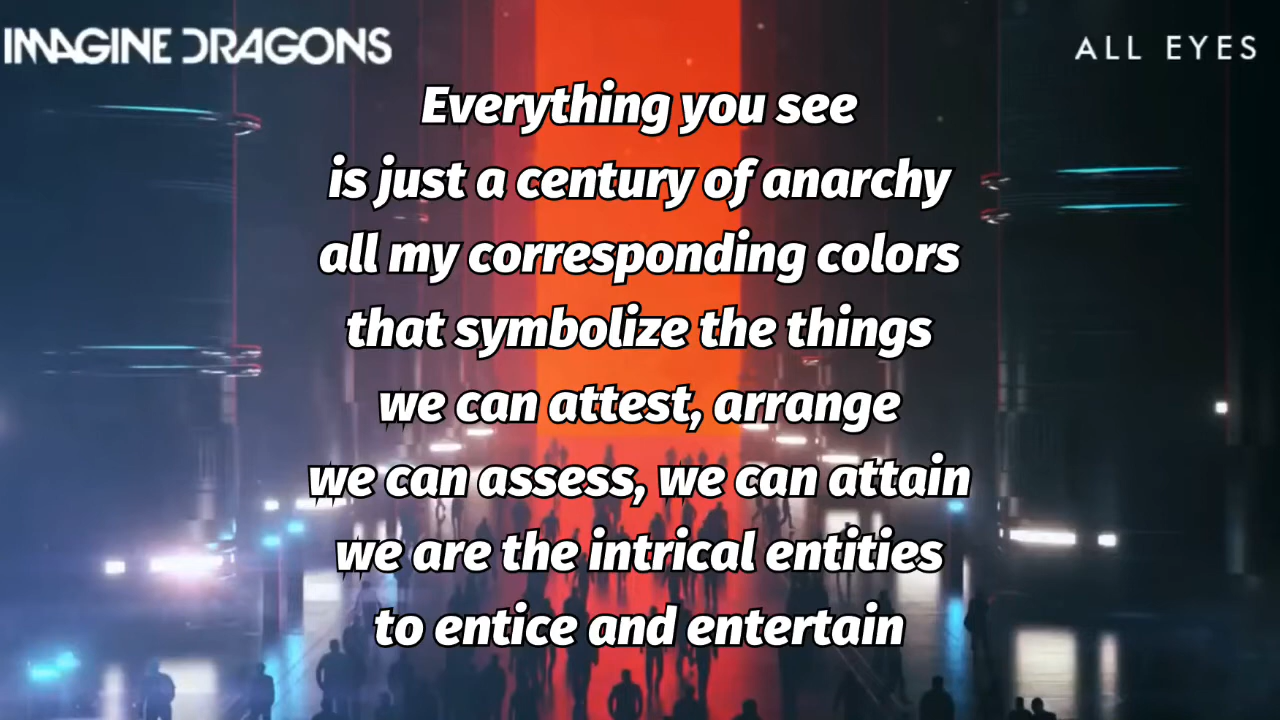 IMAGINE DRAGONS
ALL EYES
Everything you see
is just a century of anarchy
all my corresponding colors
that symbolize the things
we can attest, arrange
we can assess, we can attain
we are the intrical entities
to entice and entertain